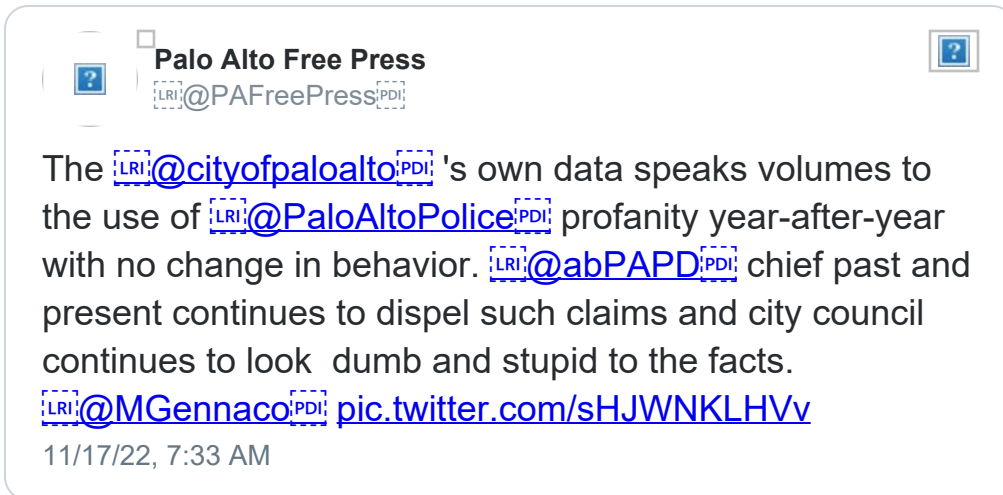 Palo Alto Free Press
@PAFreePress
The @cityofpaloalto 's own data speaks volumes to
the use of @PaloAltoPolice profanity year-after-year
with no change in behavior. @abPAPD chief past and
present continues to dispel such claims and city council
continues to look  dumb and stupid to the facts.
@MGennaco pic.twitter.com/sHJWNKLHVv
11/17/22, 7:33 AM